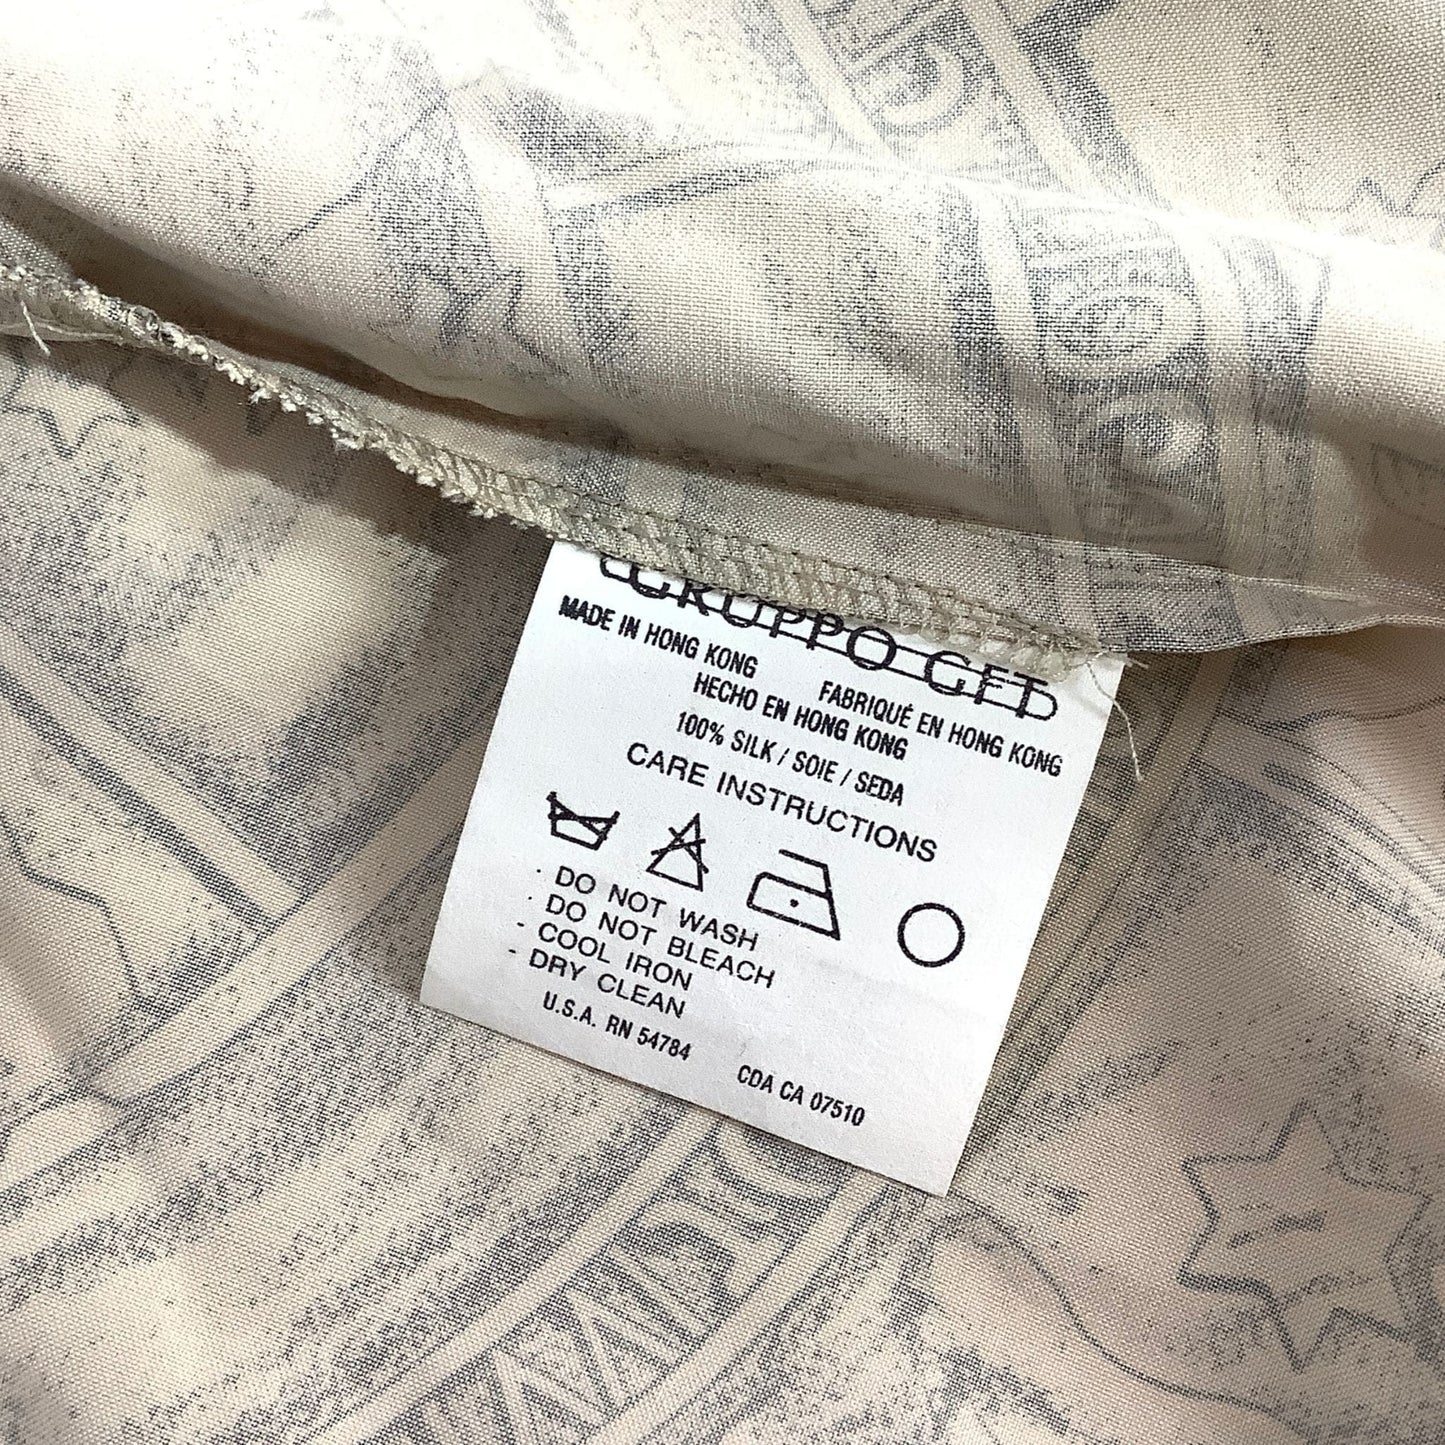 GRUPPO GFT
MADE IN HONG KONG
FABRIQUÉ EN HONG KONG
HECHO EN HONG KONG
100% SILK / SOIE / SEDA
CARE INSTRUCTIONS
· DO NOT WASH
· DO NOT BLEACH
- COOL IRON
- DRY CLEAN
U.S.A. RN 54784
CDA CA 07510